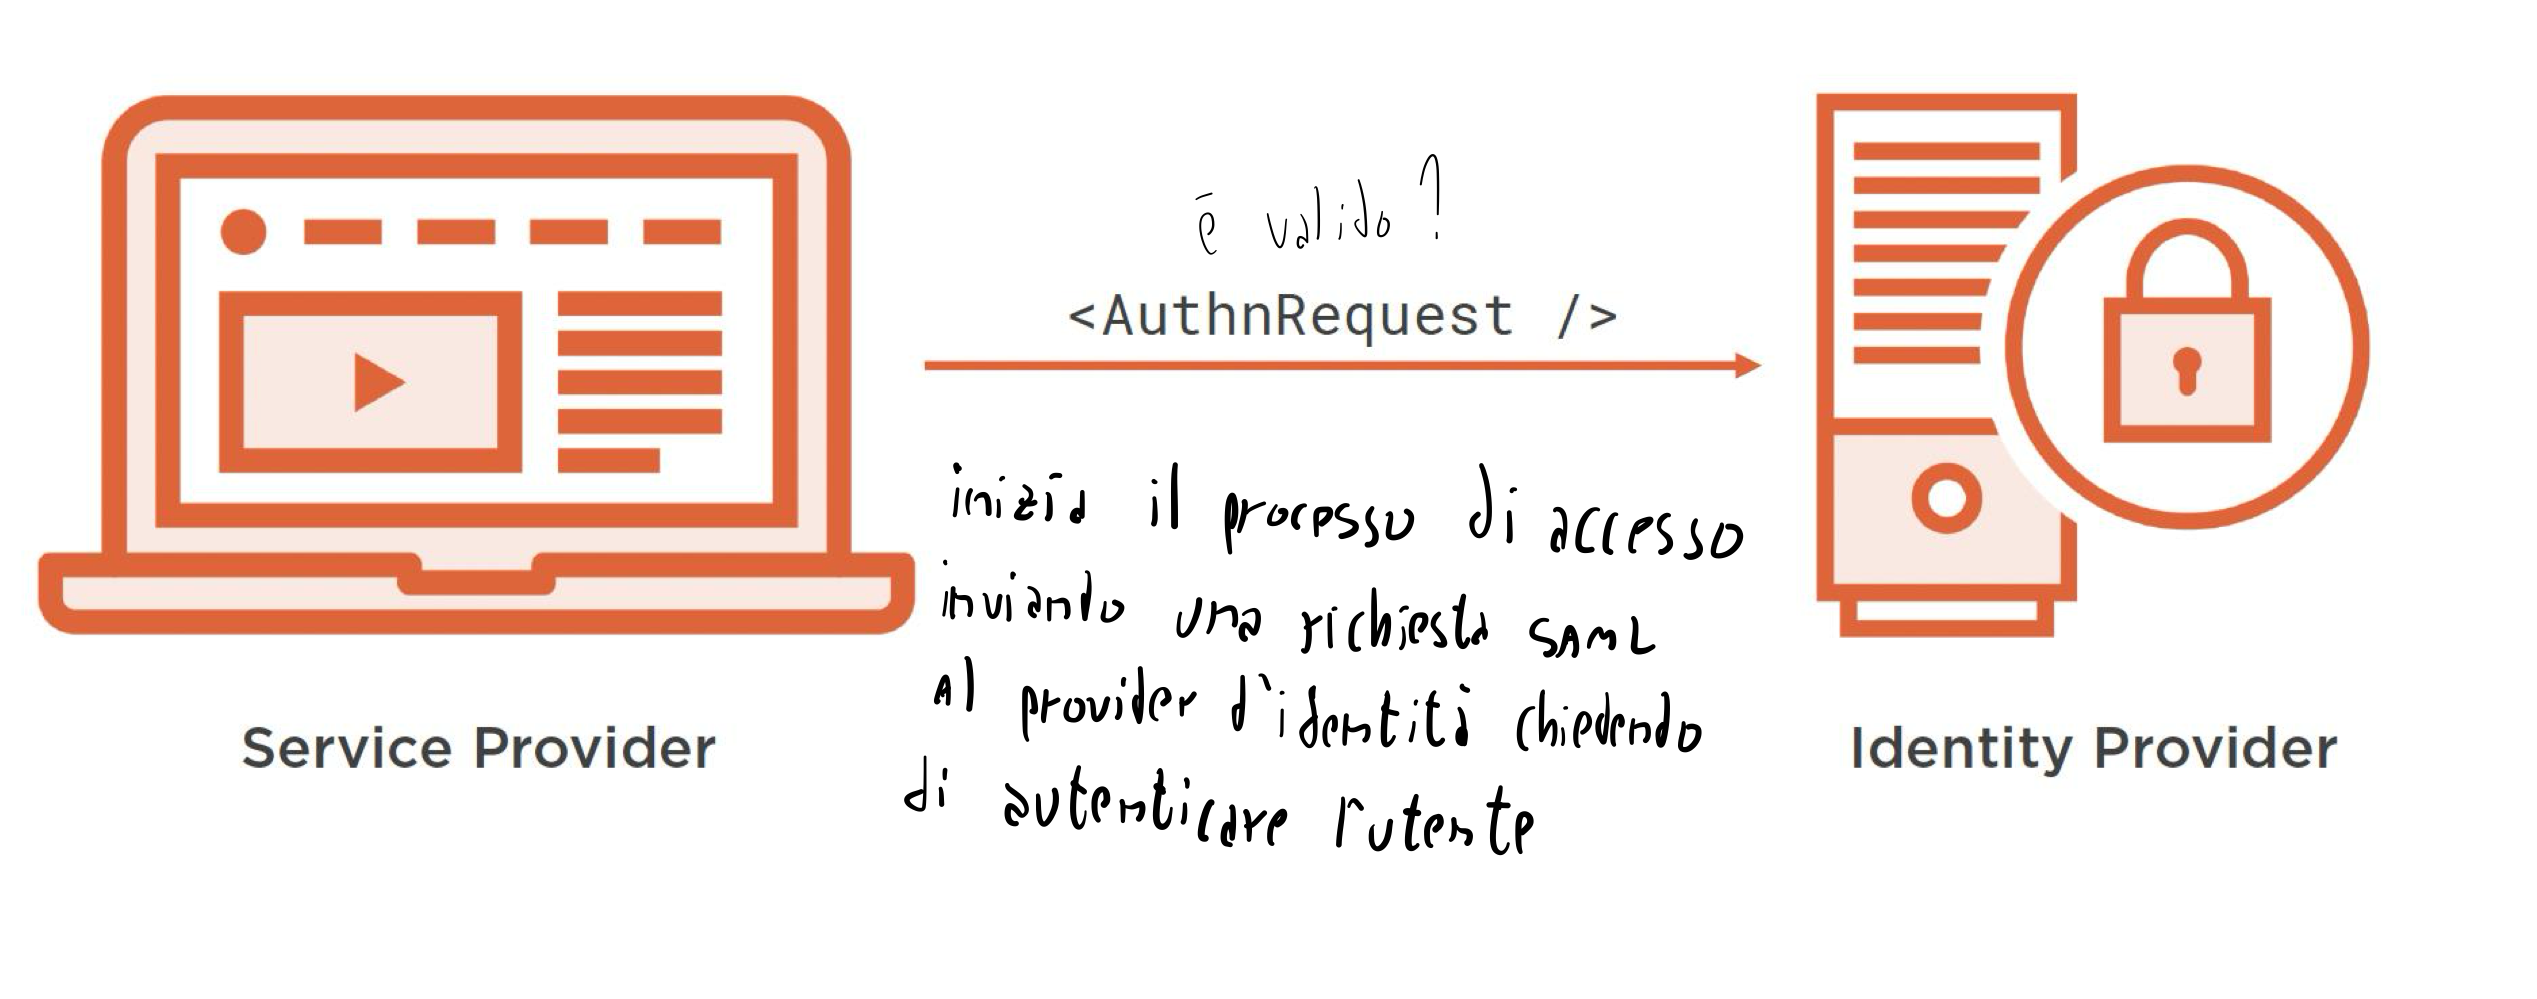 è valido?
<AuthnRequest />
inizia il processo di accesso
inviando una richiesta SAML
al provider d'identità chiedendo
di autenticare l'utente
Service Provider
Identity Provider